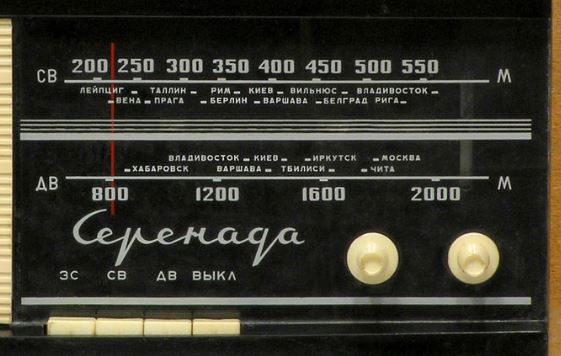 200 250 300 350 400 450 500 550
СВ М
ЛЕЙПЦИГ ТАЛЛИН РИМ КИЕВ ВИЛЬНЮС ВЛАДИВОСТОК
ВЕНА ПРАГА БЕРЛИН ВАРШАВА БЕЛГРАД РИГА
ВЛАДИВОСТОК КИЕВ ИРКУТСК МОСКВА
ХАБАРОВСК ВАРШАВА ТБИЛИСИ ЧИТА
ДВ М
800 1200 1600 2000
Серенада
ЗС СВ ДВ ВЫКЛ